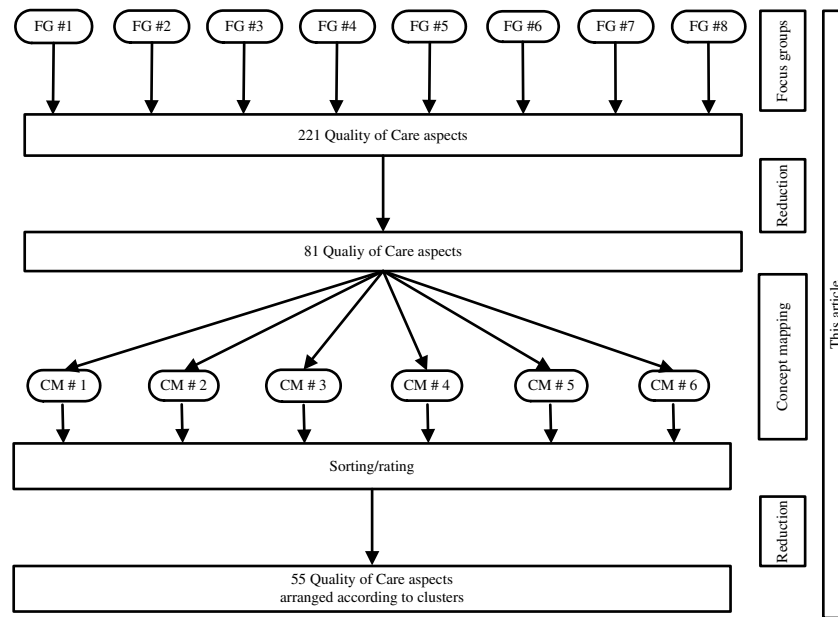 FG #1
FG #2
FG #3
FG #4
FG #5
FG #6
FG #7
FG #8
Focus groups
221 Quality of Care aspects
Reduction
81 Qualiy of Care aspects
This article
Concept mapping
CM # 1
CM # 2
CM # 3
CM # 4
CM # 5
CM # 6
Sorting/rating
Reduction
55 Quality of Care aspects
arranged according to clusters